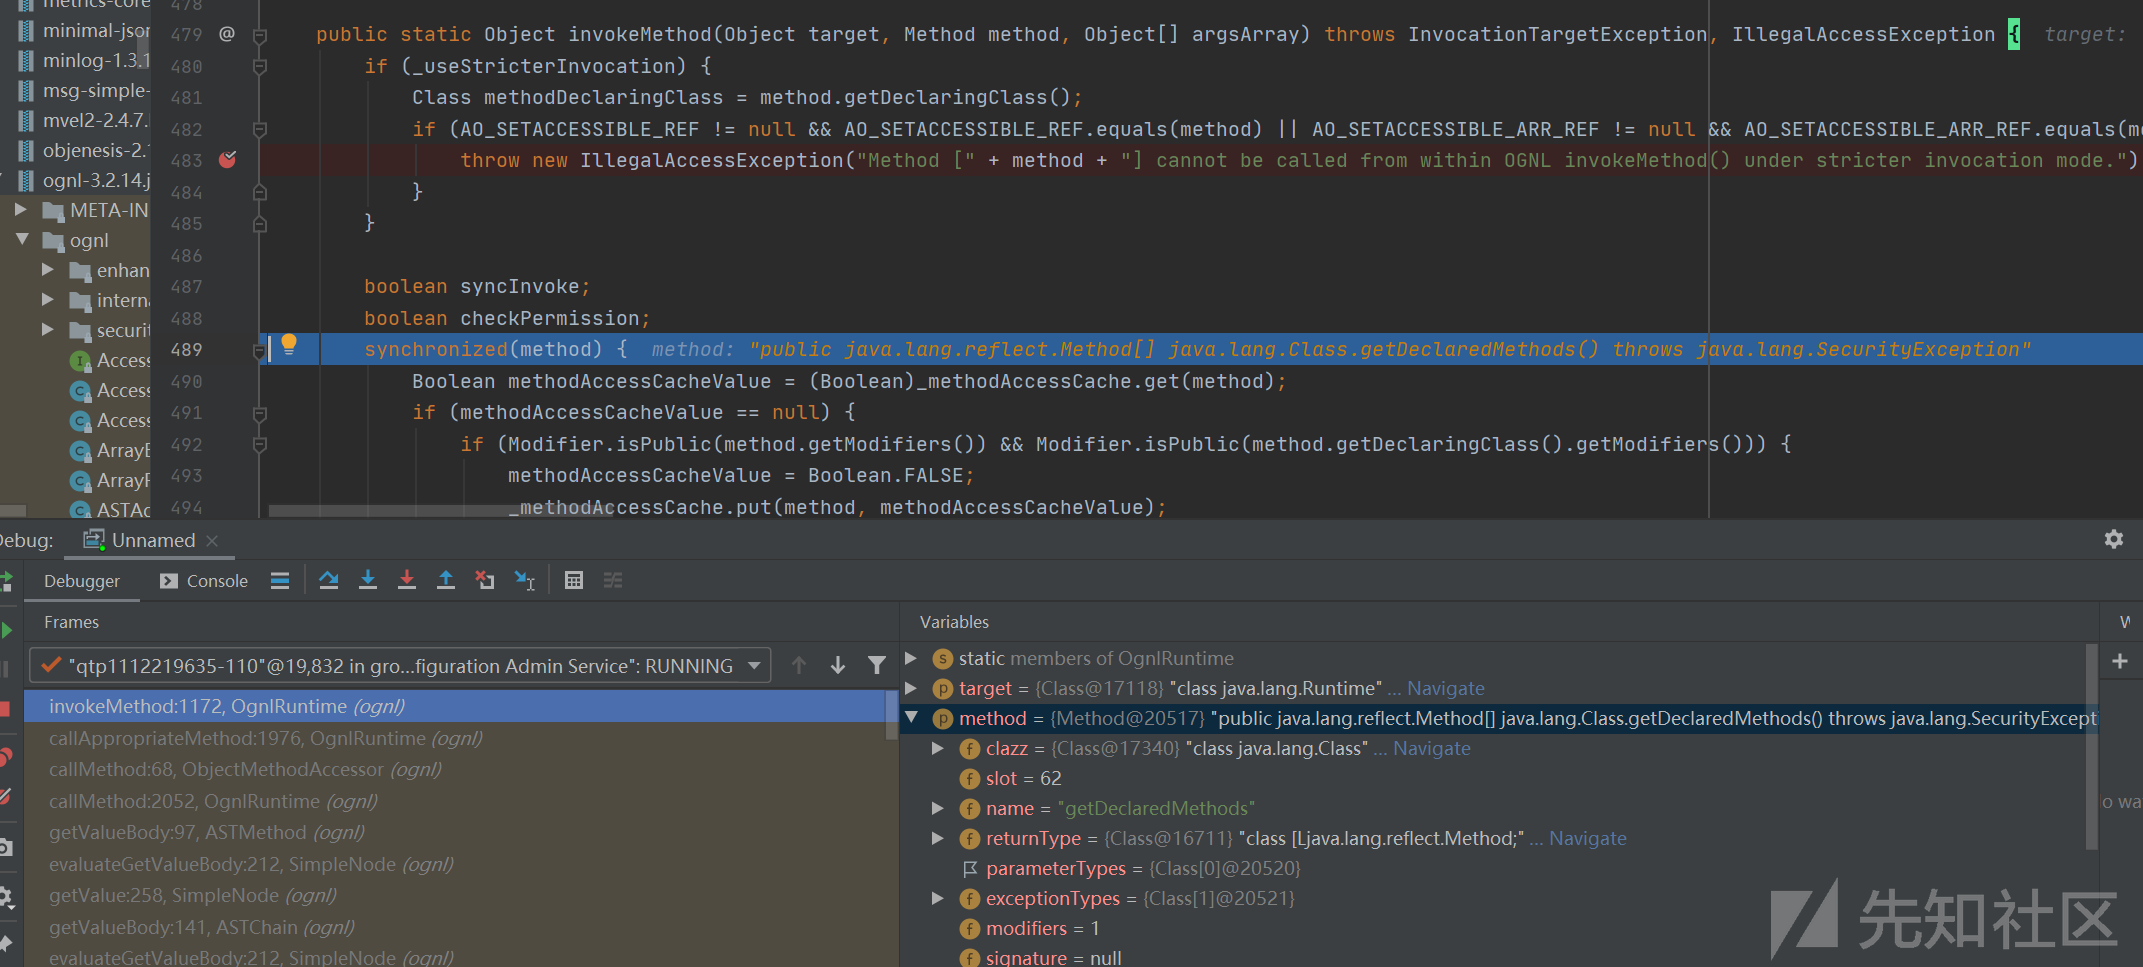 metrics-core
minimal-json
minlog-1.3.1
msg-simple-
mvel2-2.4.7.
objenesis-2.
ognl-3.2.14.j
META-IN
ognl
enhan
interna
securit
Access
Access
Access
ArrayE
ArrayF
ASTAc
478
479 @ public static Object invokeMethod(Object target, Method method, Object[] argsArray) throws InvocationTargetException, IllegalAccessException { target:
480 if (_useStricterInvocation) {
481 Class methodDeclaringClass = method.getDeclaringClass();
482 if (AO_SETACCESSIBLE_REF != null && AO_SETACCESSIBLE_REF.equals(method) || AO_SETACCESSIBLE_ARR_REF != null && AO_SETACCESSIBLE_ARR_REF.equals(me
483 throw new IllegalAccessException("Method [" + method + "] cannot be called from within OGNL invokeMethod() under stricter invocation mode.")
484 }
485 }
486
487 boolean syncInvoke;
488 boolean checkPermission;
489 synchronized(method) { method: "public java.lang.reflect.Method[] java.lang.Class.getDeclaredMethods() throws java.lang.SecurityException"
490 Boolean methodAccessCacheValue = (Boolean)_methodAccessCache.get(method);
491 if (methodAccessCacheValue == null) {
492 if (Modifier.isPublic(method.getModifiers()) && Modifier.isPublic(method.getDeclaringClass().getModifiers())) {
493 methodAccessCacheValue = Boolean.FALSE;
494 _methodAccessCache.put(method, methodAccessCacheValue);
ebug: Unnamed
Debugger Console
Frames
"qtp1112219635-110"@19,832 in gro...figuration Admin Service": RUNNING
invokeMethod:1172, OgnlRuntime (ognl)
callAppropriateMethod:1976, OgnlRuntime (ognl)
callMethod:68, ObjectMethodAccessor (ognl)
callMethod:2052, OgnlRuntime (ognl)
getValueBody:97, ASTMethod (ognl)
evaluateGetValueBody:212, SimpleNode (ognl)
getValue:258, SimpleNode (ognl)
getValueBody:141, ASTChain (ognl)
evaluateGetValueBody:212, SimpleNode (ognl)
Variables
static members of OgnlRuntime
target = {Class@17118} "class java.lang.Runtime" ... Navigate
method = {Method@20517} "public java.lang.reflect.Method[] java.lang.Class.getDeclaredMethods() throws java.lang.SecurityExcept
clazz = {Class@17340} "class java.lang.Class" ... Navigate
slot = 62
name = "getDeclaredMethods"
returnType = {Class@16711} "class [Ljava.lang.reflect.Method;" ... Navigate
parameterTypes = {Class[0]@20520}
exceptionTypes = {Class[1]@20521}
modifiers = 1
signature = null
W
o wa
先知社区